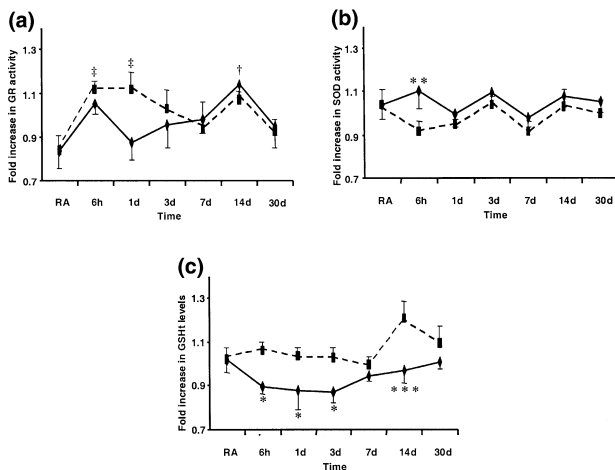 (a)
Fold increase in GR activity
1.3
1.1
0.9
0.7
‡
‡
†
RA 6h 1d 3d 7d 14d 30d
Time
(b)
Fold increase in SOD activity
1.3
1.1
0.9
0.7
**
RA 6h 1d 3d 7d 14d 30d
Time
(c)
Fold increase in GSHt levels
1.3
1.1
0.9
0.7
* * * ***
RA 6h 1d 3d 7d 14d 30d
Time